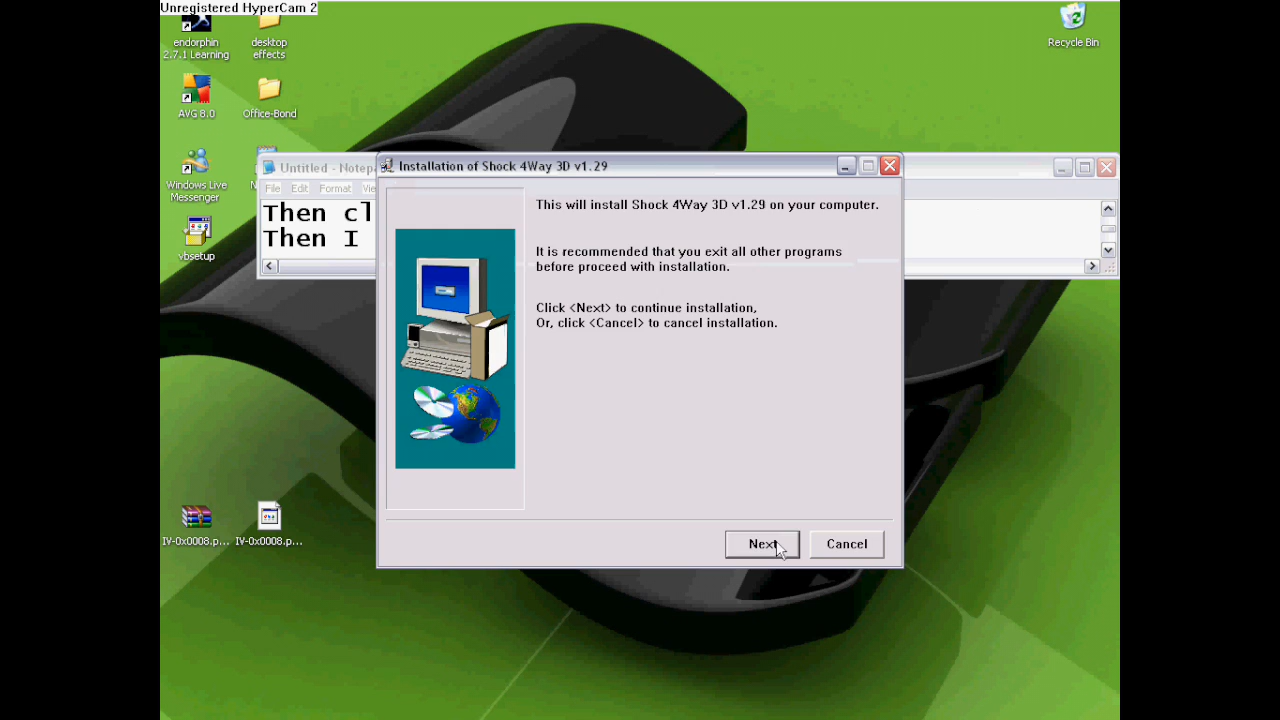 Unregistered HyperCam 2
endorphin
2.7.1 Learning
desktop
effects
Recycle Bin
AVG 8.0
Office-Bond
Windows Live
Messenger
vbsetup
Untitled - Notepa
File Edit Format Vie
Then cl
Then I
Installation of Shock 4Way 3D v1.29
This will install Shock 4Way 3D v1.29 on your computer.
It is recommended that you exit all other programs
before proceed with installation.
Click <Next> to continue installation,
Or, click <Cancel> to cancel installation.
Next
Cancel
IV-0x0008.p...
IV-0x0008.p...